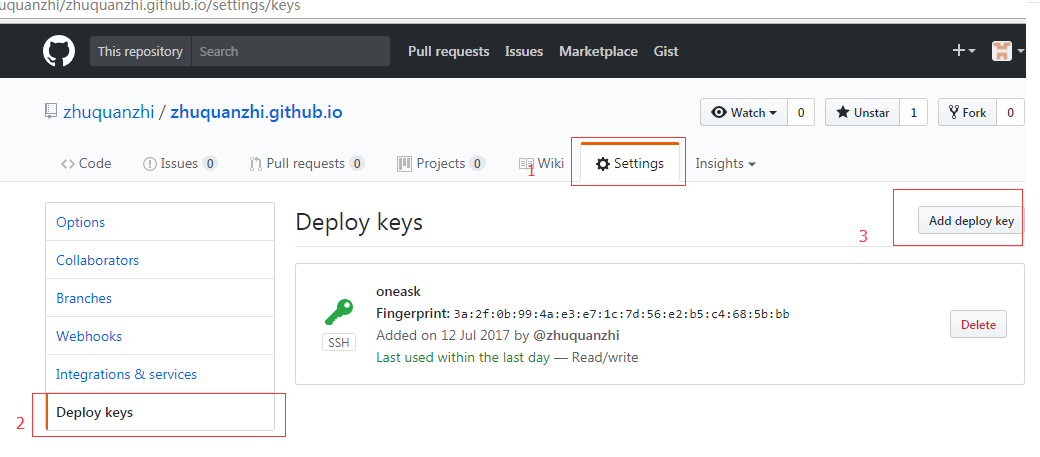 uquanzhi/zhuquanzhi.github.io/settings/keys
This repository Search Pull requests Issues Marketplace Gist
zhuquanzhi / zhuquanzhi.github.io Watch 0 Unstar 1 Fork 0
Code Issues 0 Pull requests 0 Projects 0 Wiki Settings Insights
1
Options
Collaborators
Branches
Webhooks
Integrations & services
Deploy keys
2
Deploy keys
Add deploy key
3
oneask
Fingerprint: 3a:2f:0b:99:4a:e3:e7:1c:7d:56:e2:b5:c4:68:5b:bb
Added on 12 Jul 2017 by @zhuquanzhi
Last used within the last day — Read/write
SSH
Delete